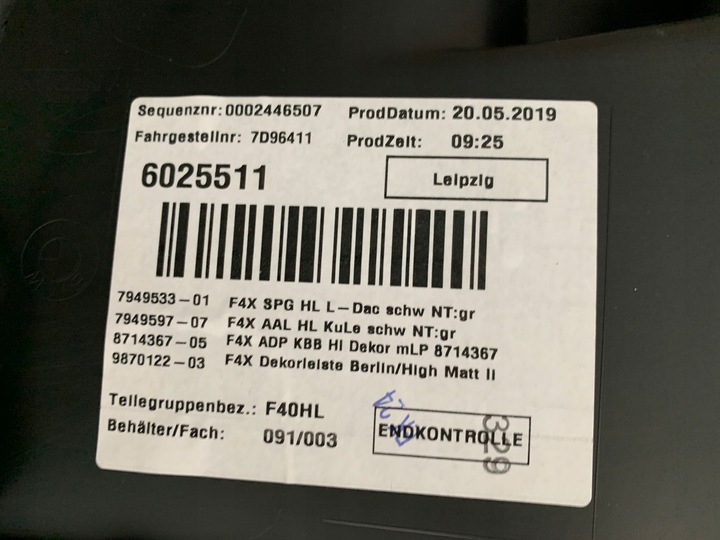 Sequenznr: 0002446507 ProdDatum: 20.05.2019
Fahrgestellnr: 7D96411 ProdZeit: 09:25
6025511 Leipzig
7949533-01 F4X SPG HL L-Dac schw NT:gr
7949597-07 F4X AAL HL KuLe schw NT:gr
8714367-05 F4X ADP KBB HI Dekor mLP 8714367
9870122-03 F4X Dekorleiste Berlin/High Matt II
Teilegruppenbez.: F40HL
Behälter/Fach: 091/003
ENDKONTROLLE
329